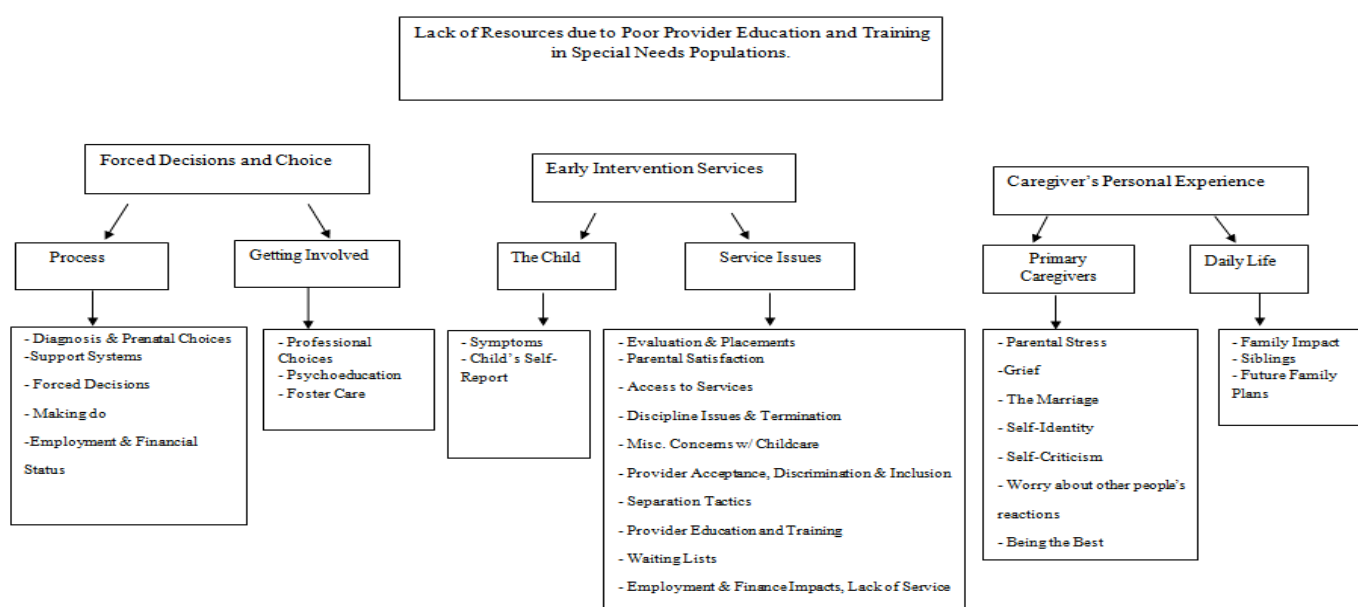 Lack of Resources due to Poor Provider Education and Training
in Special Needs Populations.
Forced Decisions and Choice
Early Intervention Services
Caregiver's Personal Experience
Process
Getting Involved
The Child
Service Issues
Primary
Caregivers
Daily Life
- Diagnosis & Prenatal Choices
-Support Systems
- Forced Decisions
- Making do
-Employment & Financial
Status
- Professional
Choices
- Psychoeducation
- Foster Care
- Symptoms
- Child's Self-
Report
- Evaluation & Placements
- Parental Satisfaction
- Access to Services
- Discipline Issues & Termination
- Misc. Concerns w/ Childcare
- Provider Acceptance, Discrimination & Inclusion
- Separation Tactics
- Provider Education and Training
- Waiting Lists
- Employment & Finance Impacts, Lack of Service
- Parental Stress
-Grief
- The Marriage
- Self-Identity
- Self-Criticism
- Worry about other people's
reactions
- Being the Best
- Family Impact
- Siblings
- Future Family
Plans